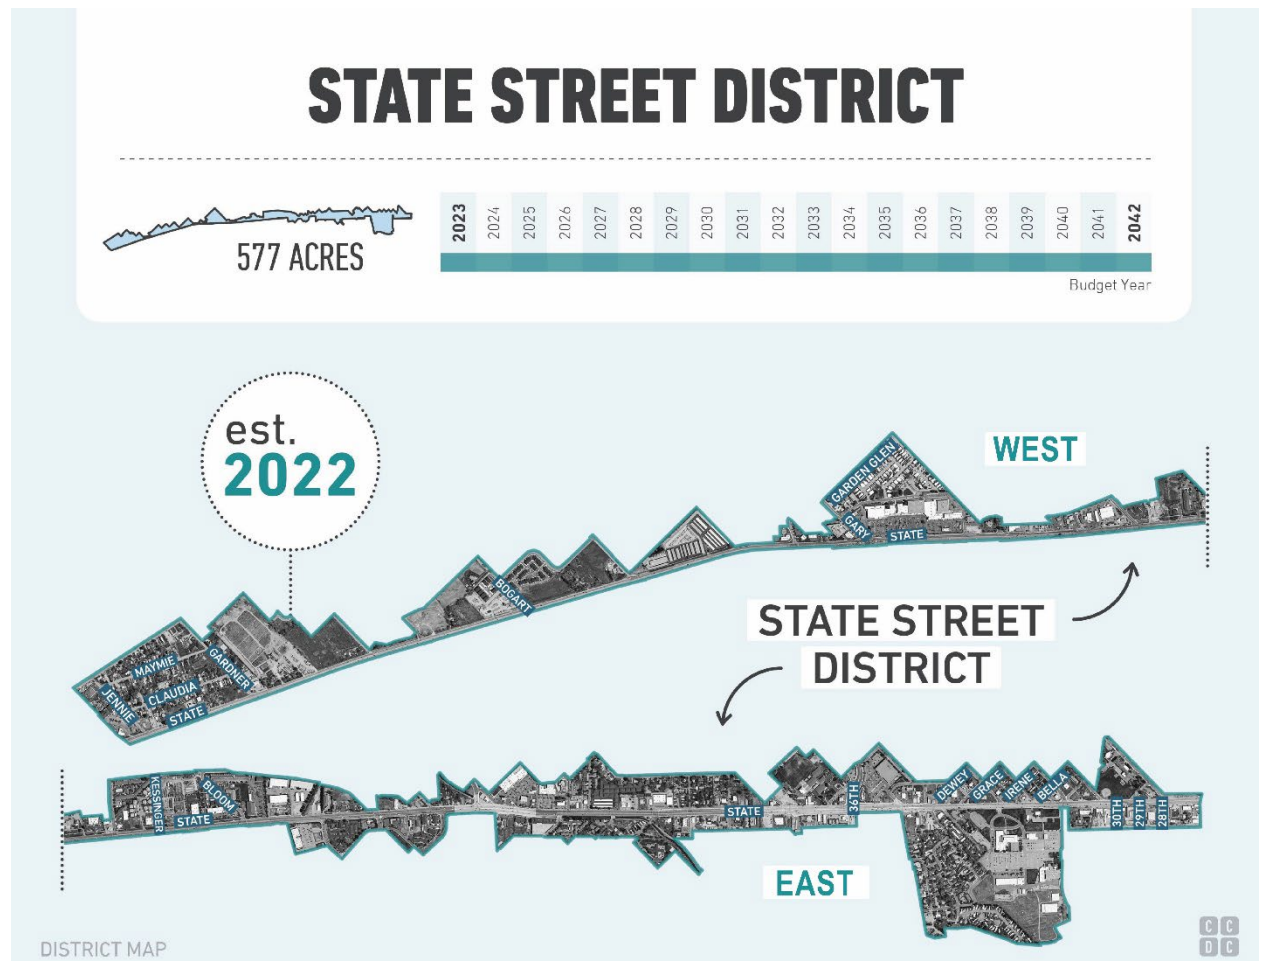 STATE STREET DISTRICT
577 ACRES
2023
2024
2025
2026
2027
2028
2029
2030
2031
2032
2033
2034
2035
2036
2037
2038
2039
2040
2041
2042
Budget Year
est.
2022
WEST
GARDEN GLEN
GARY
STATE
BOGART
MAYMIE
GARDNER
JENNIE
CLAUDIA
STATE
STATE STREET
DISTRICT
KESSINGER
BLOOM
STATE
STATE
36TH
DEWEY
GRACE
IRENE
BELLA
30TH
29TH
28TH
EAST
DISTRICT MAP
C C
D C